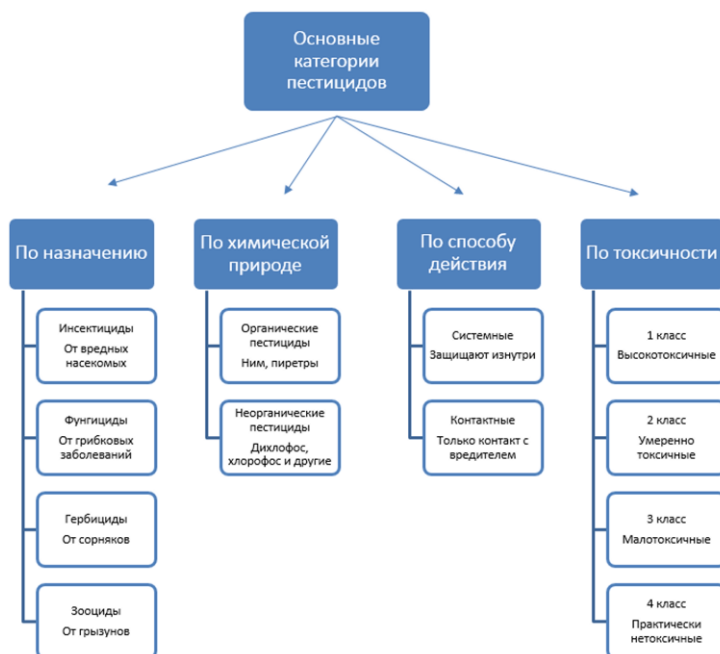 Основные
категории
пестицидов
По назначению
Инсектициды
От вредных
насекомых
Фунгициды
От грибковых
заболеваний
Гербициды
От сорняков
Зооциды
От грызунов
По химической
природе
Органические
пестициды
Ним, пиретры
Неорганические
пестициды
Дихлофос,
хлорофос и другие
По способу
действия
Системные
Защищают изнутри
Контактные
Только контакт с
вредителем
По токсичности
1 класс
Высокотоксичные
2 класс
Умеренно
токсичные
3 класс
Малотоксичные
4 класс
Практически
нетоксичные